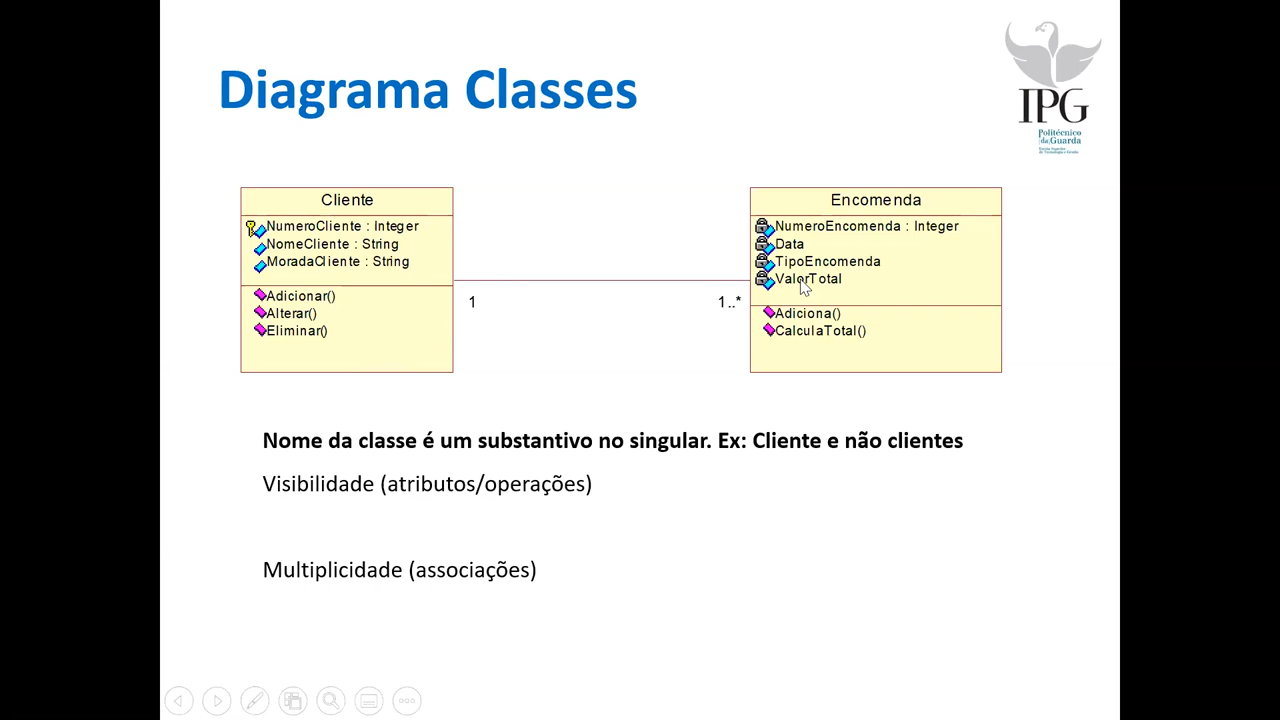 Diagrama Classes
IPG
Politécnico
da Guarda
Cliente
NumeroCliente : Integer
NomeCliente : String
MoradaCliente : String
Adicionar()
Alterar()
Eliminar()
1
1..*
Encomenda
NumeroEncomenda : Integer
Data
TipoEncomenda
ValorTotal
Adiciona()
CalculaTotal()
Nome da classe é um substantivo no singular. Ex: Cliente e não clientes
Visibilidade (atributos/operações)
Multiplicidade (associações)